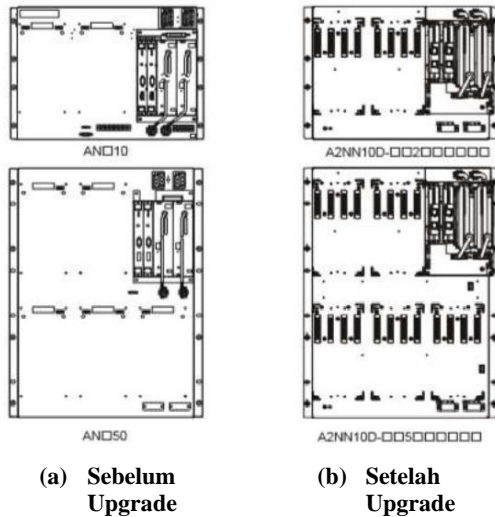 AN□10
A2NN10D-□□2□□□□□□
AN□50
A2NN10D-□□5□□□□□□
(a) Sebelum
Upgrade
(b) Setelah
Upgrade